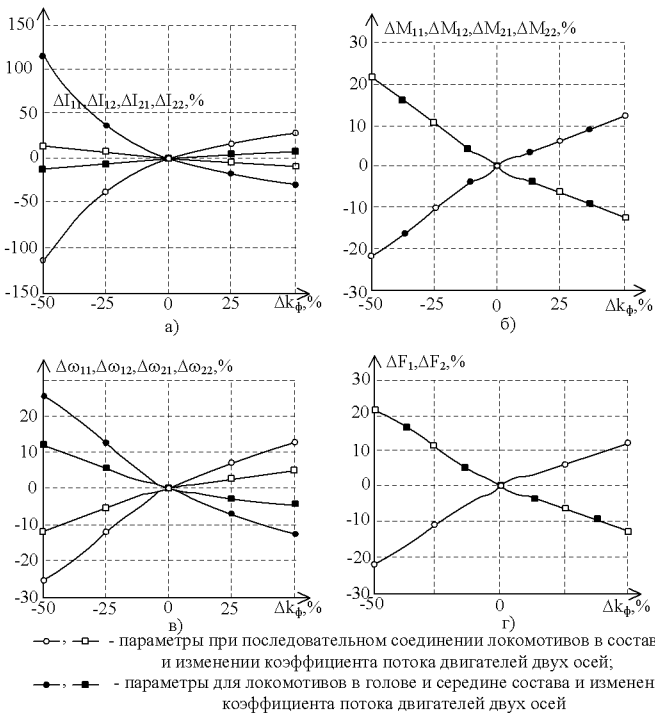 150
100
50
0
-50
-100
-150
ΔI₁₁,ΔI₁₂,ΔI₂₁,ΔI₂₂,%
-50 -25 0 25 Δkф,%
а)
30
20
10
0
-10
-20
-30
ΔM₁₁,ΔM₁₂,ΔM₂₁,ΔM₂₂,%
-50 -25 0 25 Δkф,%
б)
Δω₁₁,Δω₁₂,Δω₂₁,Δω₂₂,%
20
10
0
-10
-20
-30
-50 -25 0 25 Δkф,%
в)
ΔF₁,ΔF₂,%
30
20
10
0
-10
-20
-30
-50 -25 0 25 Δkф,%
г)
, - параметры при последовательном соединении локомотивов в состав
и изменении коэффициента потока двигателей двух осей;
, - параметры для локомотивов в голове и середине состава и изменен
коэффициента потока двигателей двух осей